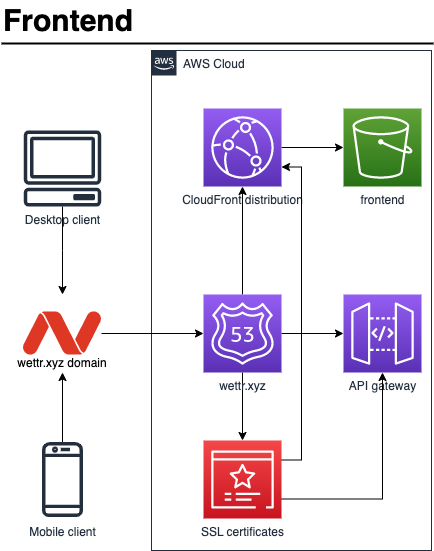 Frontend
aws
AWS Cloud
CloudFront distribution
frontend
Desktop client
wettr.xyz domain
53
wettr.xyz
</>
API gateway
Mobile client
SSL certificates